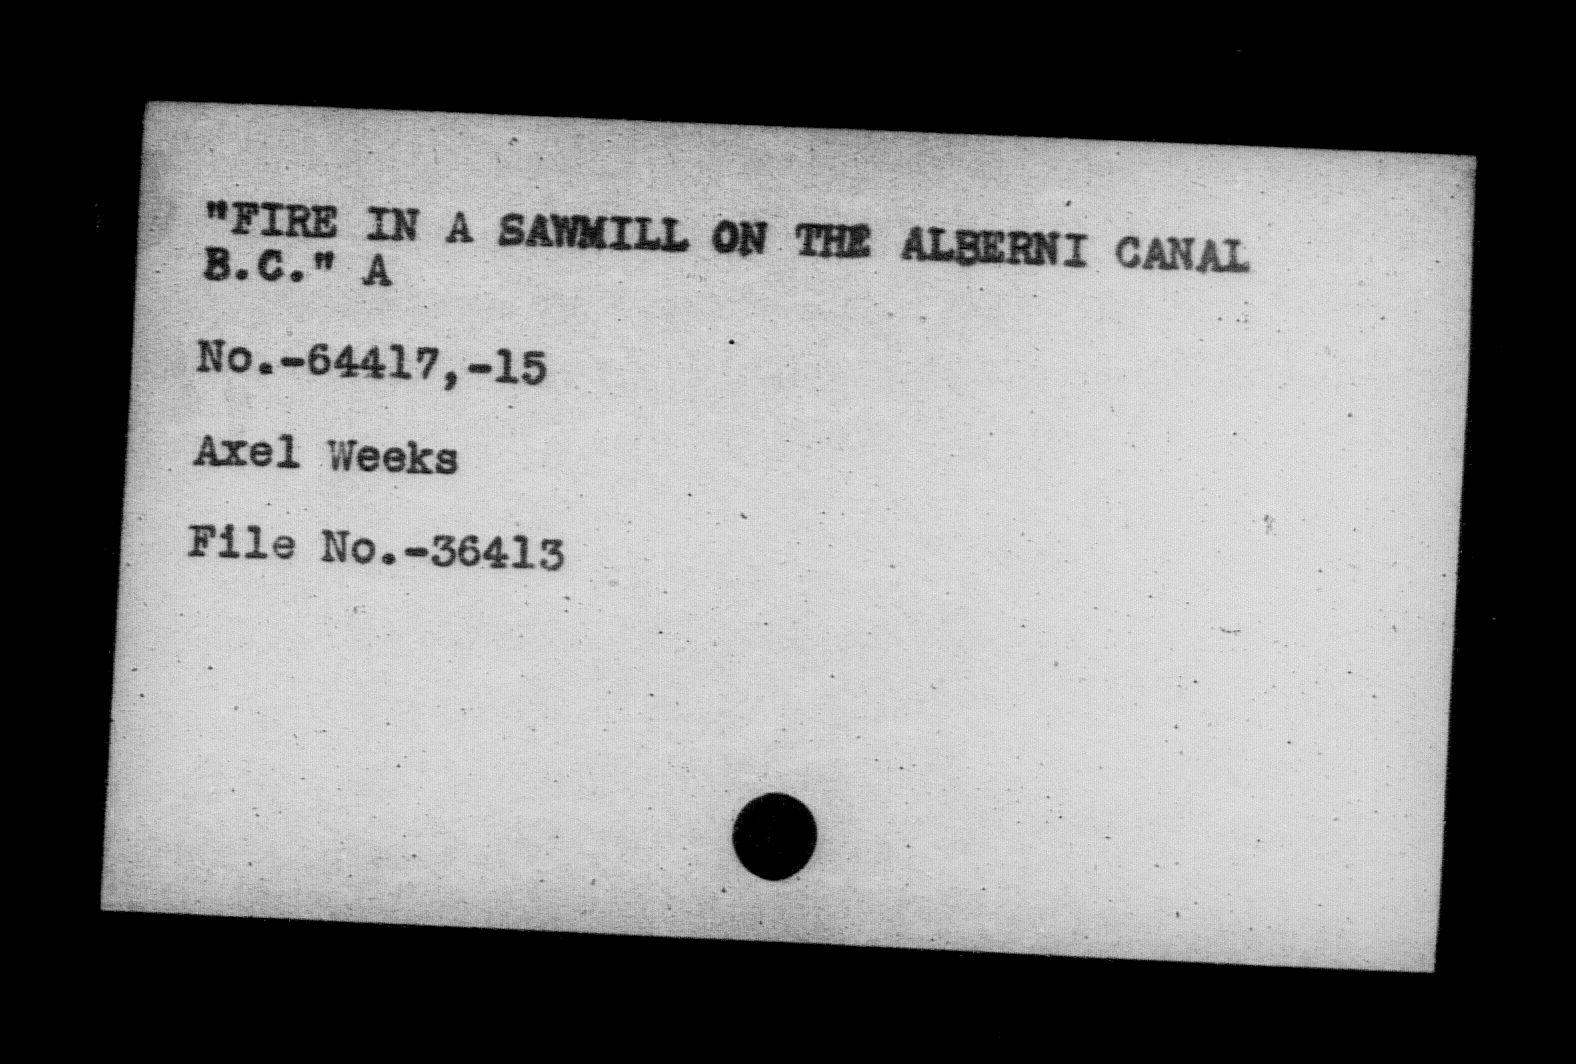 "FIRE IN A SAWMILL ON THE ALBERNI CANAL
B.C." A
No.-64417,-15
Axel Weeks
File No.-36413